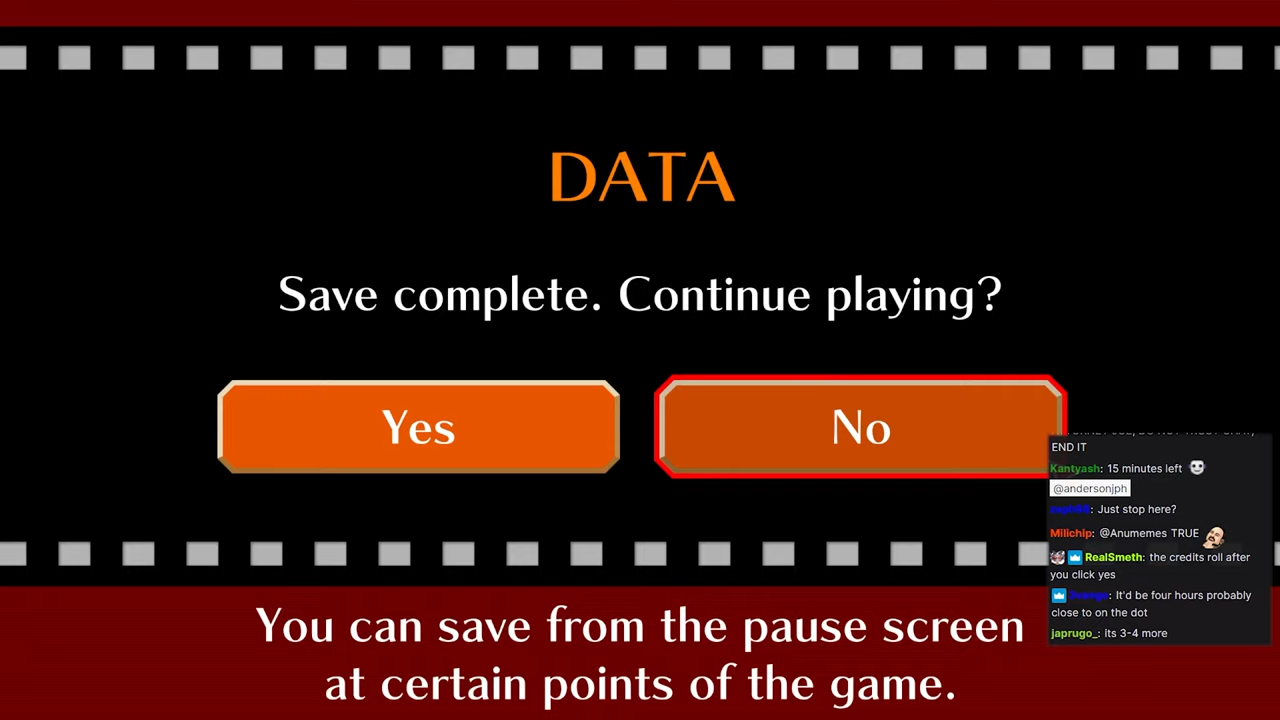 DATA
Save complete. Continue playing?
Yes
No
END IT
Kantyash: 15 minutes left
@andersonjph
Just stop here?
Millchip: @Anumemes TRUE
RealSmeth: the credits roll after
you click yes
It'd be four hours probably
close to on the dot
japrugo_: its 3-4 more
You can save from the pause screen
at certain points of the game.